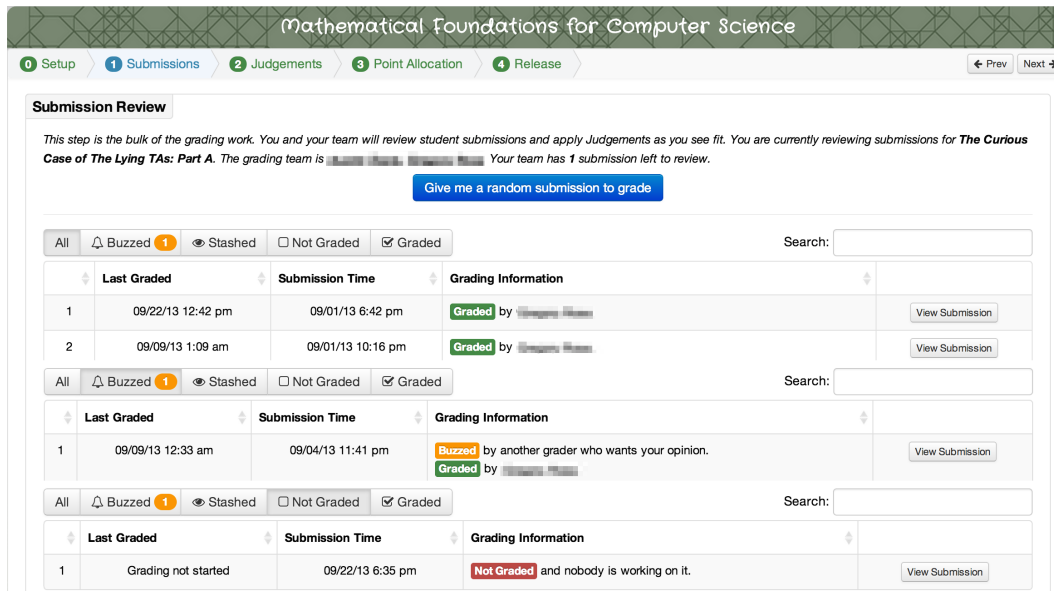 Mathematical Foundations for Computer Science
0 Setup 1 Submissions 2 Judgements 3 Point Allocation 4 Release Prev Next
Submission Review
This step is the bulk of the grading work. You and your team will review student submissions and apply Judgements as you see fit. You are currently reviewing submissions for The Curious
Case of The Lying TAs: Part A. The grading team is Your team has 1 submission left to review.
Give me a random submission to grade
All Buzzed 1 Stashed Not Graded Graded Search:
Last Graded Submission Time Grading Information
1 09/22/13 12:42 pm 09/01/13 6:42 pm Graded by View Submission
2 09/09/13 1:09 am 09/01/13 10:16 pm Graded by View Submission
All Buzzed 1 Stashed Not Graded Graded Search:
Last Graded Submission Time Grading Information
1 09/09/13 12:33 am 09/04/13 11:41 pm Buzzed by another grader who wants your opinion. View Submission
Graded by
All Buzzed 1 Stashed Not Graded Graded Search:
Last Graded Submission Time Grading Information
1 Grading not started 09/22/13 6:35 pm Not Graded and nobody is working on it. View Submission